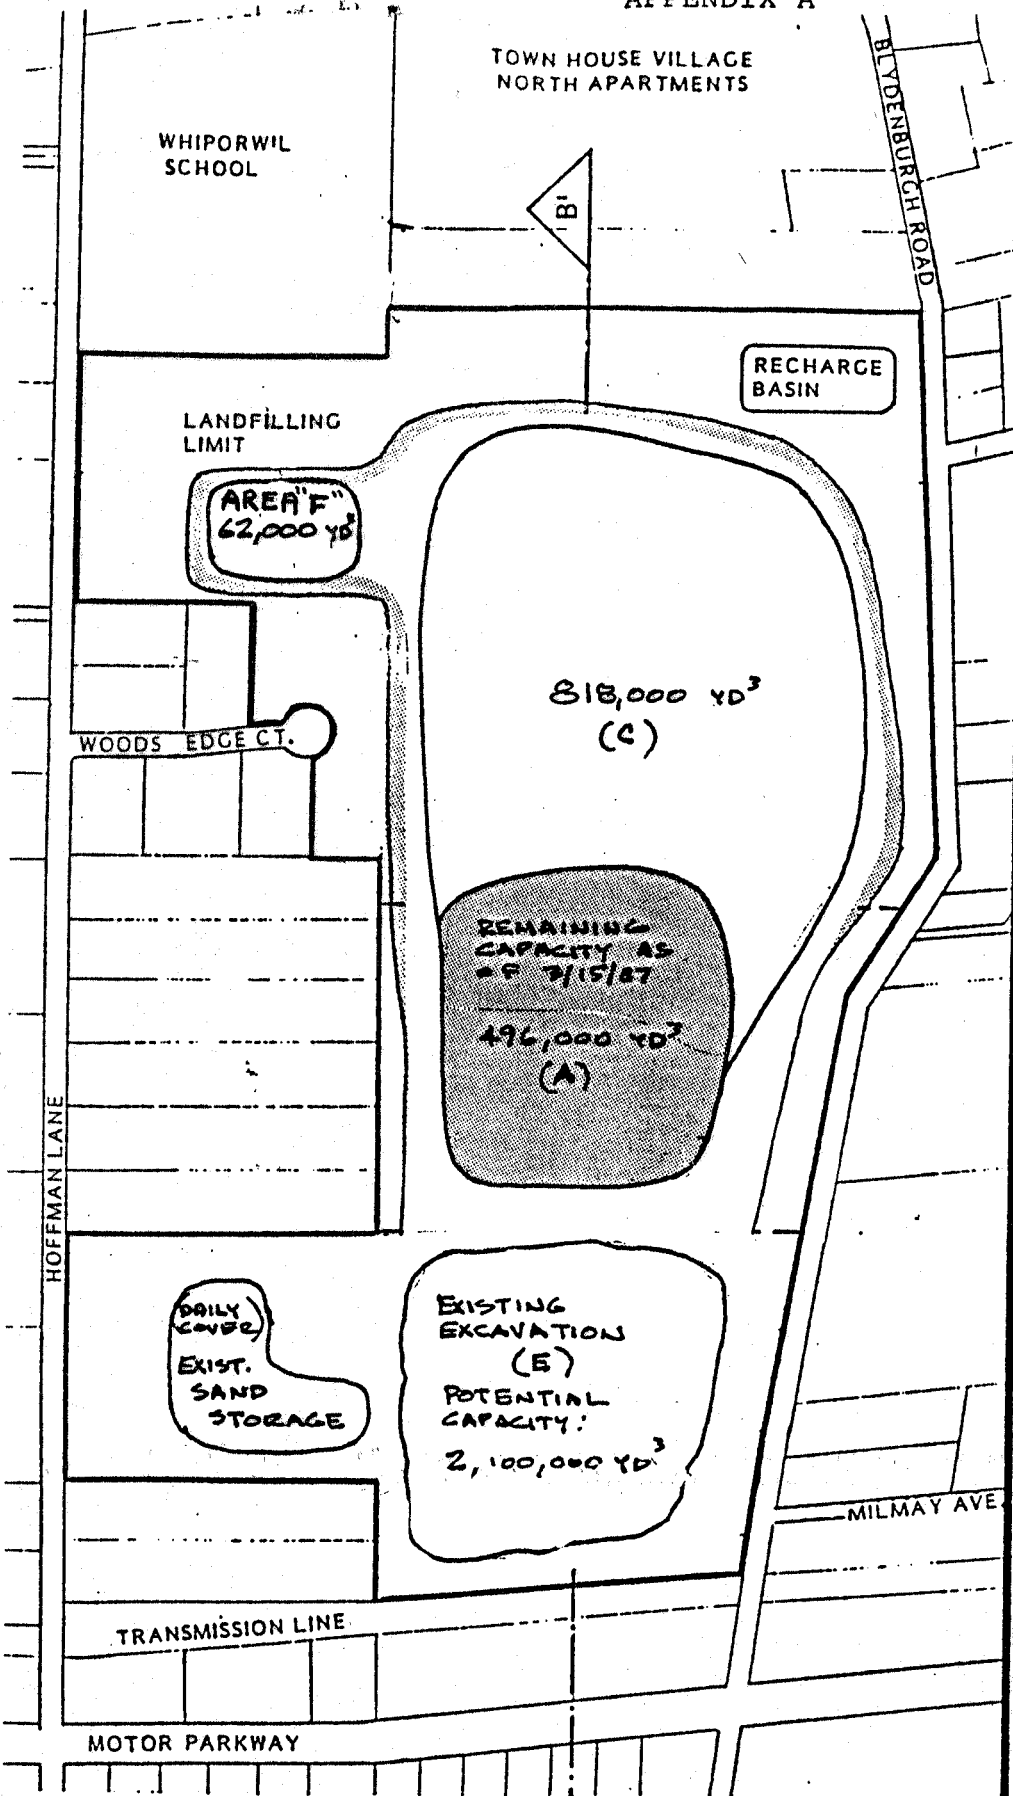 APPENDIX A
TOWN HOUSE VILLAGE
NORTH APARTMENTS
BLYDENBURGH ROAD
WHIPORWIL
SCHOOL
B'
RECHARGE
BASIN
LANDFILLING
LIMIT
AREA "F"
62,000 YD³
818,000 YD³
(C)
WOODS EDGE CT.
REMAINING
CAPACITY AS
OF 3/15/87
496,000 YD³
(A)
HOFFMAN LANE
(DAILY
COVER)
EXIST.
SAND
STORAGE
EXISTING
EXCAVATION
(E)
POTENTIAL
CAPACITY:
2,100,000 YD³
MILMAY AVE.
TRANSMISSION LINE
MOTOR PARKWAY